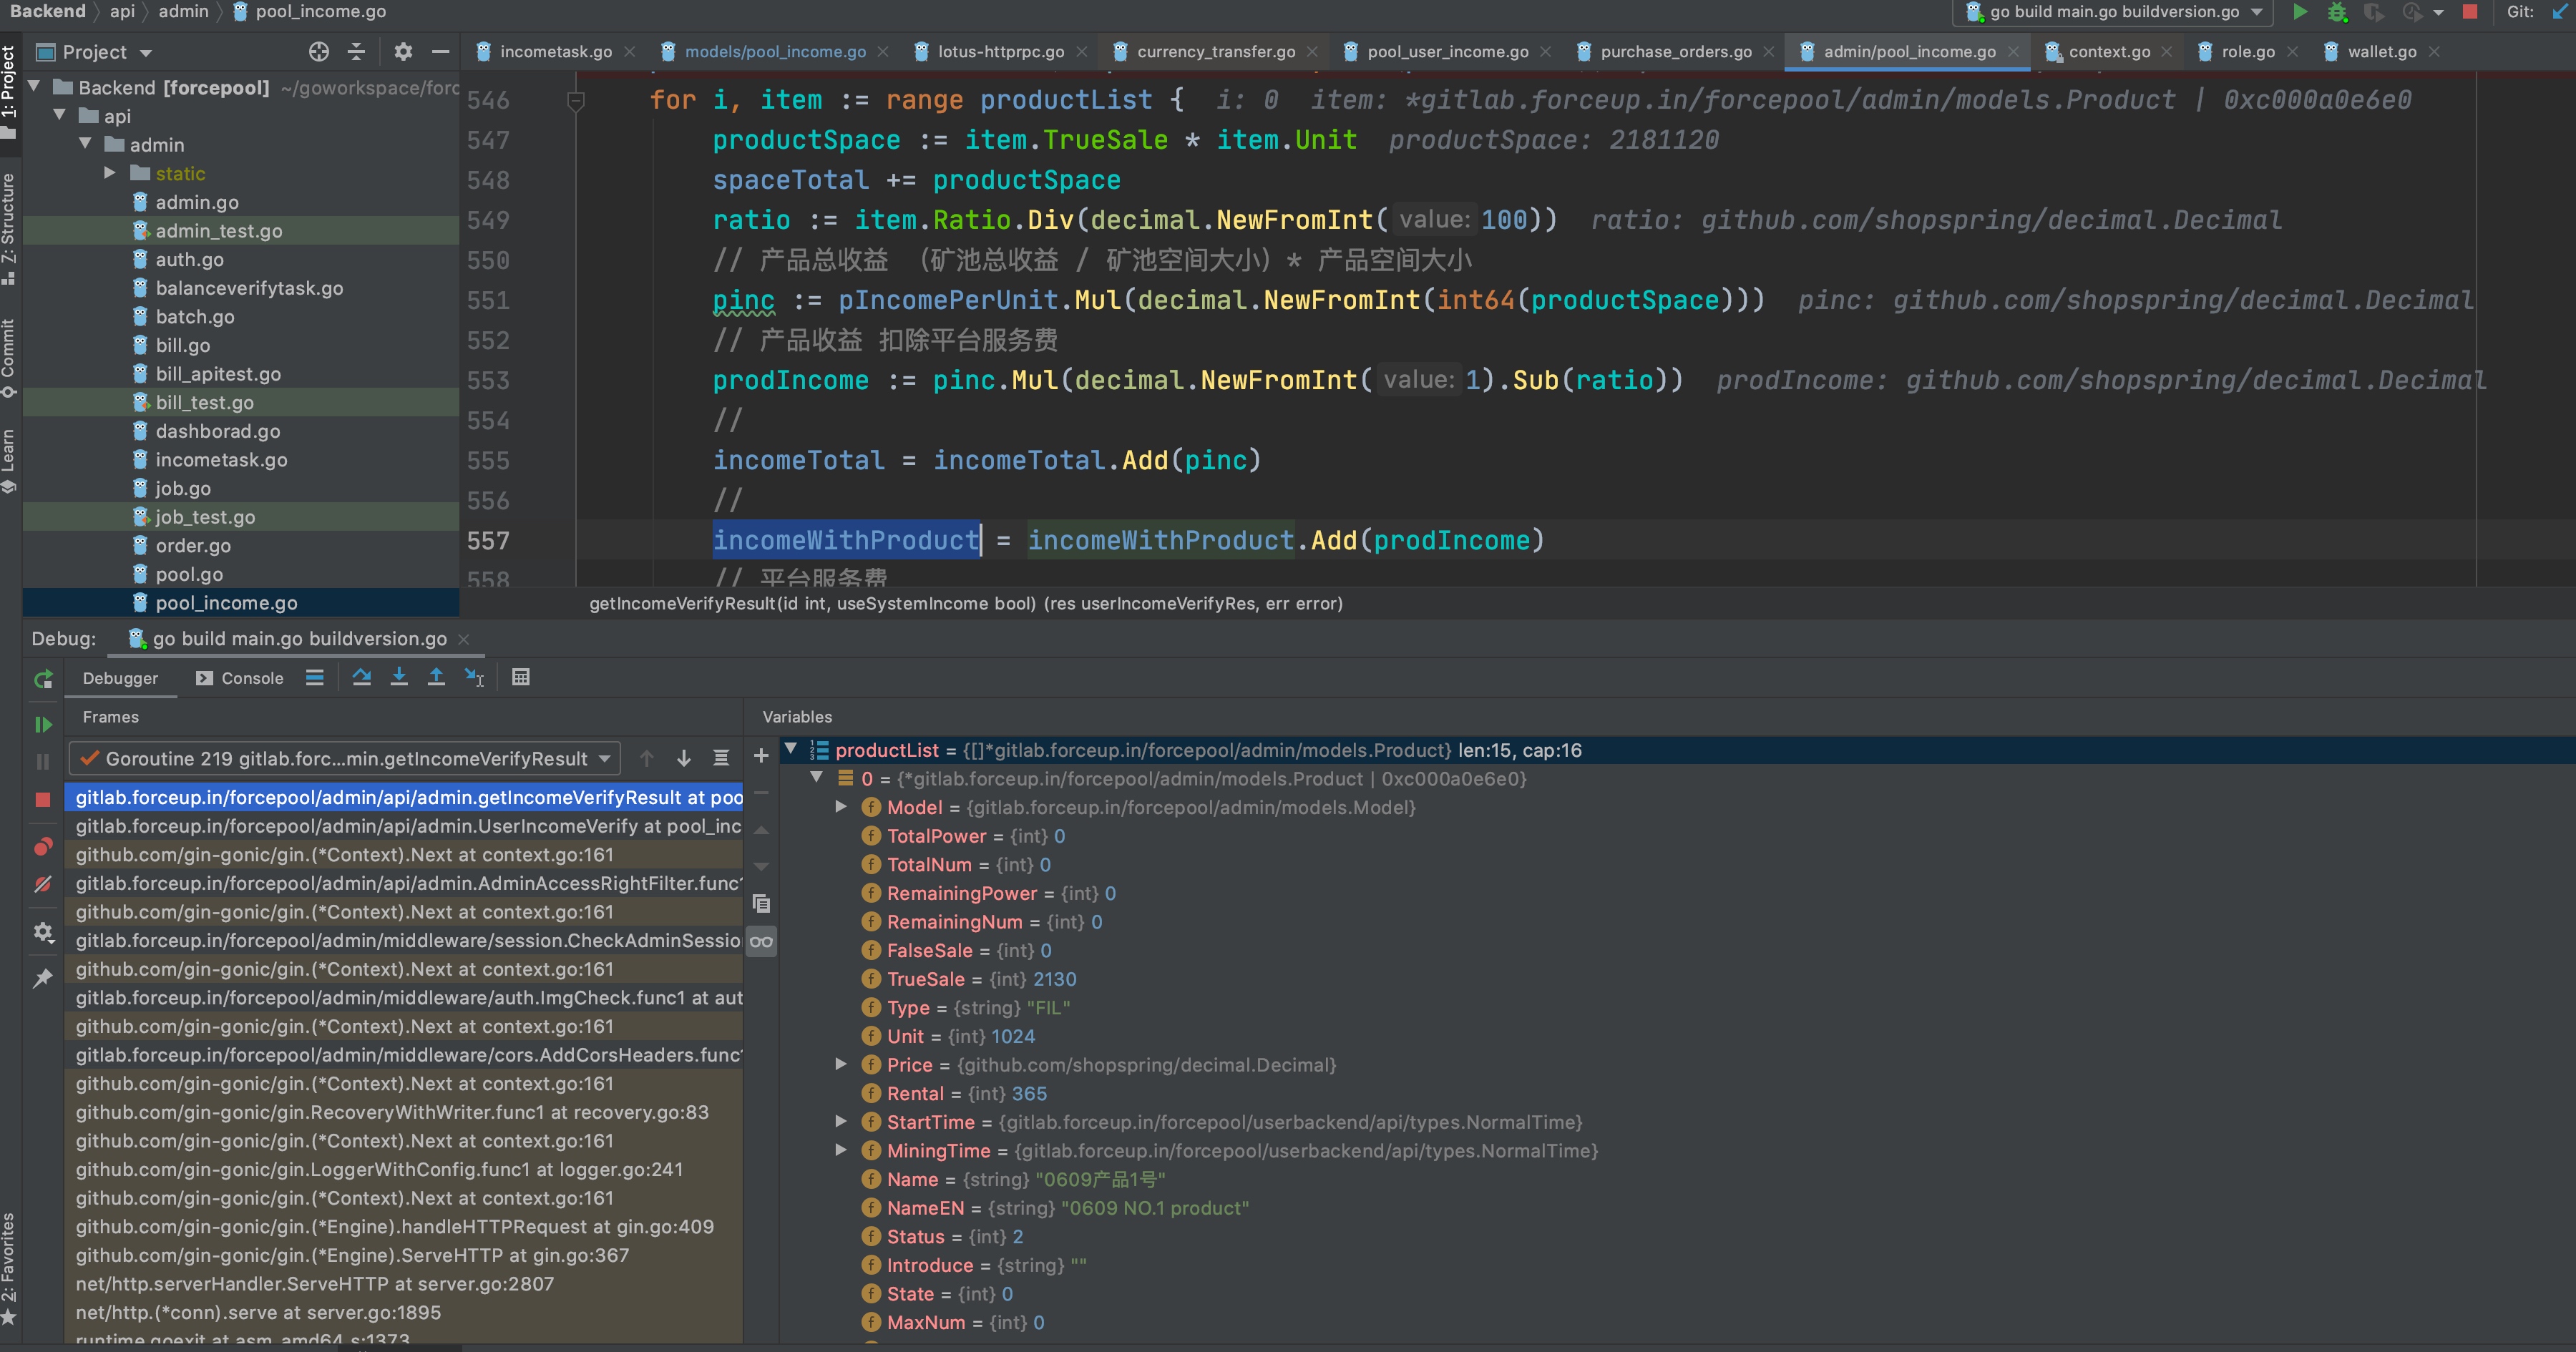 Backend
api
admin
pool_income.go
go build main.go buildversion.go
Git:
Project
incometask.go
models/pool_income.go
lotus-httprpc.go
currency_transfer.go
pool_user_income.go
purchase_orders.go
admin/pool_income.go
context.go
role.go
wallet.go
1: Project
Z: Structure
Commit
Learn
2: Favorites
Backend [forcepool] ~/goworkspace/forc
api
admin
static
admin.go
admin_test.go
auth.go
balanceverifytask.go
batch.go
bill.go
bill_apitest.go
bill_test.go
dashborad.go
incometask.go
job.go
job_test.go
order.go
pool.go
pool_income.go
546 for i, item := range productList { i: 0 item: *gitlab.forceup.in/forcepool/admin/models.Product | 0xc000a0e6e0
547 productSpace := item.TrueSale * item.Unit productSpace: 2181120
548 spaceTotal += productSpace
549 ratio := item.Ratio.Div(decimal.NewFromInt( value: 100)) ratio: github.com/shopspring/decimal.Decimal
550 // 产品总收益 （矿池总收益 / 矿池空间大小）* 产品空间大小
551 pinc := pIncomePerUnit.Mul(decimal.NewFromInt(int64(productSpace))) pinc: github.com/shopspring/decimal.Decimal
552 // 产品收益 扣除平台服务费
553 prodIncome := pinc.Mul(decimal.NewFromInt( value: 1).Sub(ratio)) prodIncome: github.com/shopspring/decimal.Decimal
554 //
555 incomeTotal = incomeTotal.Add(pinc)
556 //
557 incomeWithProduct = incomeWithProduct.Add(prodIncome)
558 // 平台服务费
getIncomeVerifyResult(id int, useSystemIncome bool) (res userIncomeVerifyRes, err error)
Debug: go build main.go buildversion.go
Debugger
Console
Frames
Goroutine 219 gitlab.forc...min.getIncomeVerifyResult
gitlab.forceup.in/forcepool/admin/api/admin.getIncomeVerifyResult at poo
gitlab.forceup.in/forcepool/admin/api/admin.UserIncomeVerify at pool_inc
github.com/gin-gonic/gin.(*Context).Next at context.go:161
gitlab.forceup.in/forcepool/admin/api/admin.AdminAccessRightFilter.func1
github.com/gin-gonic/gin.(*Context).Next at context.go:161
gitlab.forceup.in/forcepool/admin/middleware/session.CheckAdminSessio
github.com/gin-gonic/gin.(*Context).Next at context.go:161
gitlab.forceup.in/forcepool/admin/middleware/auth.ImgCheck.func1 at aut
github.com/gin-gonic/gin.(*Context).Next at context.go:161
gitlab.forceup.in/forcepool/admin/middleware/cors.AddCorsHeaders.func1
github.com/gin-gonic/gin.(*Context).Next at context.go:161
github.com/gin-gonic/gin.RecoveryWithWriter.func1 at recovery.go:83
github.com/gin-gonic/gin.(*Context).Next at context.go:161
github.com/gin-gonic/gin.LoggerWithConfig.func1 at logger.go:241
github.com/gin-gonic/gin.(*Context).Next at context.go:161
github.com/gin-gonic/gin.(*Engine).handleHTTPRequest at gin.go:409
github.com/gin-gonic/gin.(*Engine).ServeHTTP at gin.go:367
net/http.serverHandler.ServeHTTP at server.go:2807
net/http.(*conn).serve at server.go:1895
runtime.goexit at asm_amd64.s:1373
Variables
productList = {[]*gitlab.forceup.in/forcepool/admin/models.Product} len:15, cap:16
0 = {*gitlab.forceup.in/forcepool/admin/models.Product | 0xc000a0e6e0}
Model = {gitlab.forceup.in/forcepool/admin/models.Model}
TotalPower = {int} 0
TotalNum = {int} 0
RemainingPower = {int} 0
RemainingNum = {int} 0
FalseSale = {int} 0
TrueSale = {int} 2130
Type = {string} "FIL"
Unit = {int} 1024
Price = {github.com/shopspring/decimal.Decimal}
Rental = {int} 365
StartTime = {gitlab.forceup.in/forcepool/userbackend/api/types.NormalTime}
MiningTime = {gitlab.forceup.in/forcepool/userbackend/api/types.NormalTime}
Name = {string} "0609产品1号"
NameEN = {string} "0609 NO.1 product"
Status = {int} 2
Introduce = {string} ""
State = {int} 0
MaxNum = {int} 0